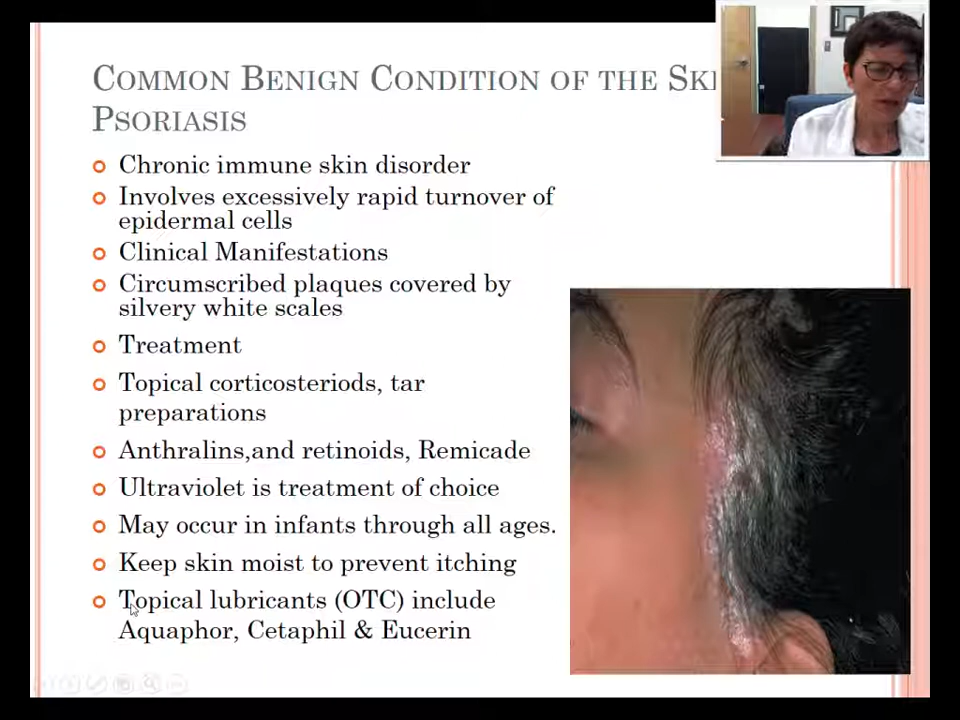 COMMON BENIGN CONDITION OF THE
PSORIASIS
Chronic immune skin disorder
Involves excessively rapid turnover of
epidermal cells
Clinical Manifestations
Circumscribed plaques covered by
silvery white scales
Treatment
Topical corticosteriods, tar
preparations
Anthralins,and retinoids, Remicade
Ultraviolet is treatment of choice
May occur in infants through all ages.
Keep skin moist to prevent itching
Topical lubricants (OTC) include
Aquaphor, Cetaphil & Eucerin